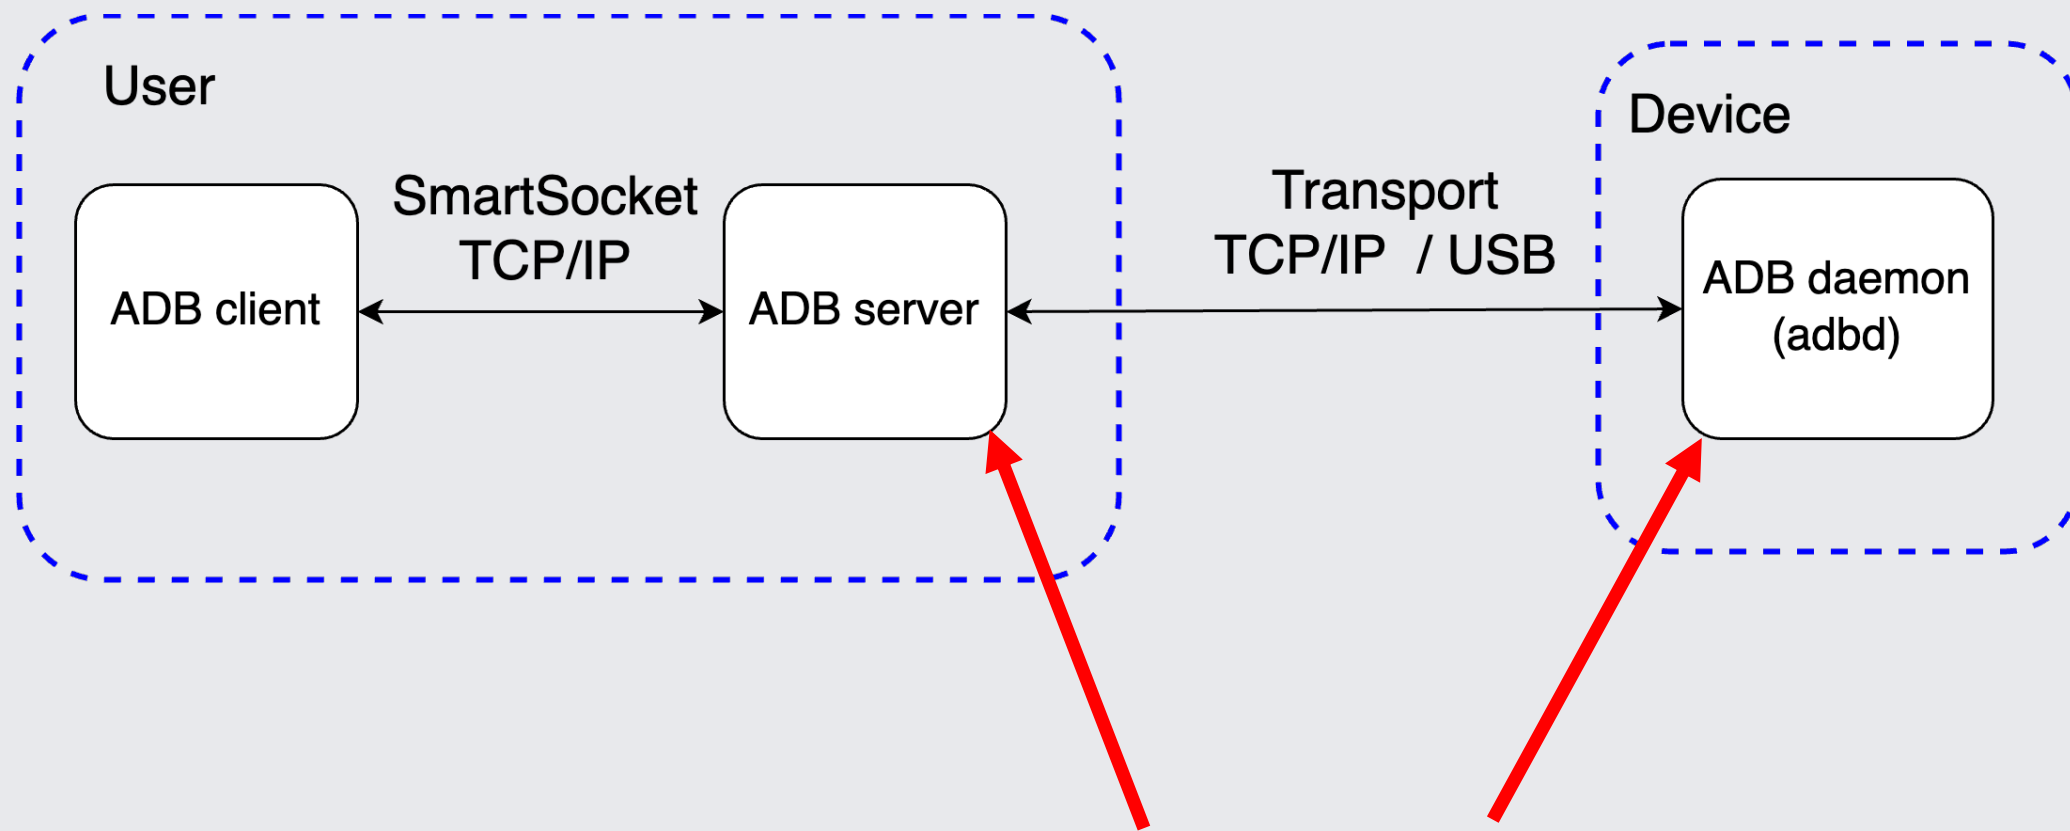 User
Device
SmartSocket
TCP/IP
Transport
TCP/IP / USB
ADB client
ADB server
ADB daemon
(adbd)